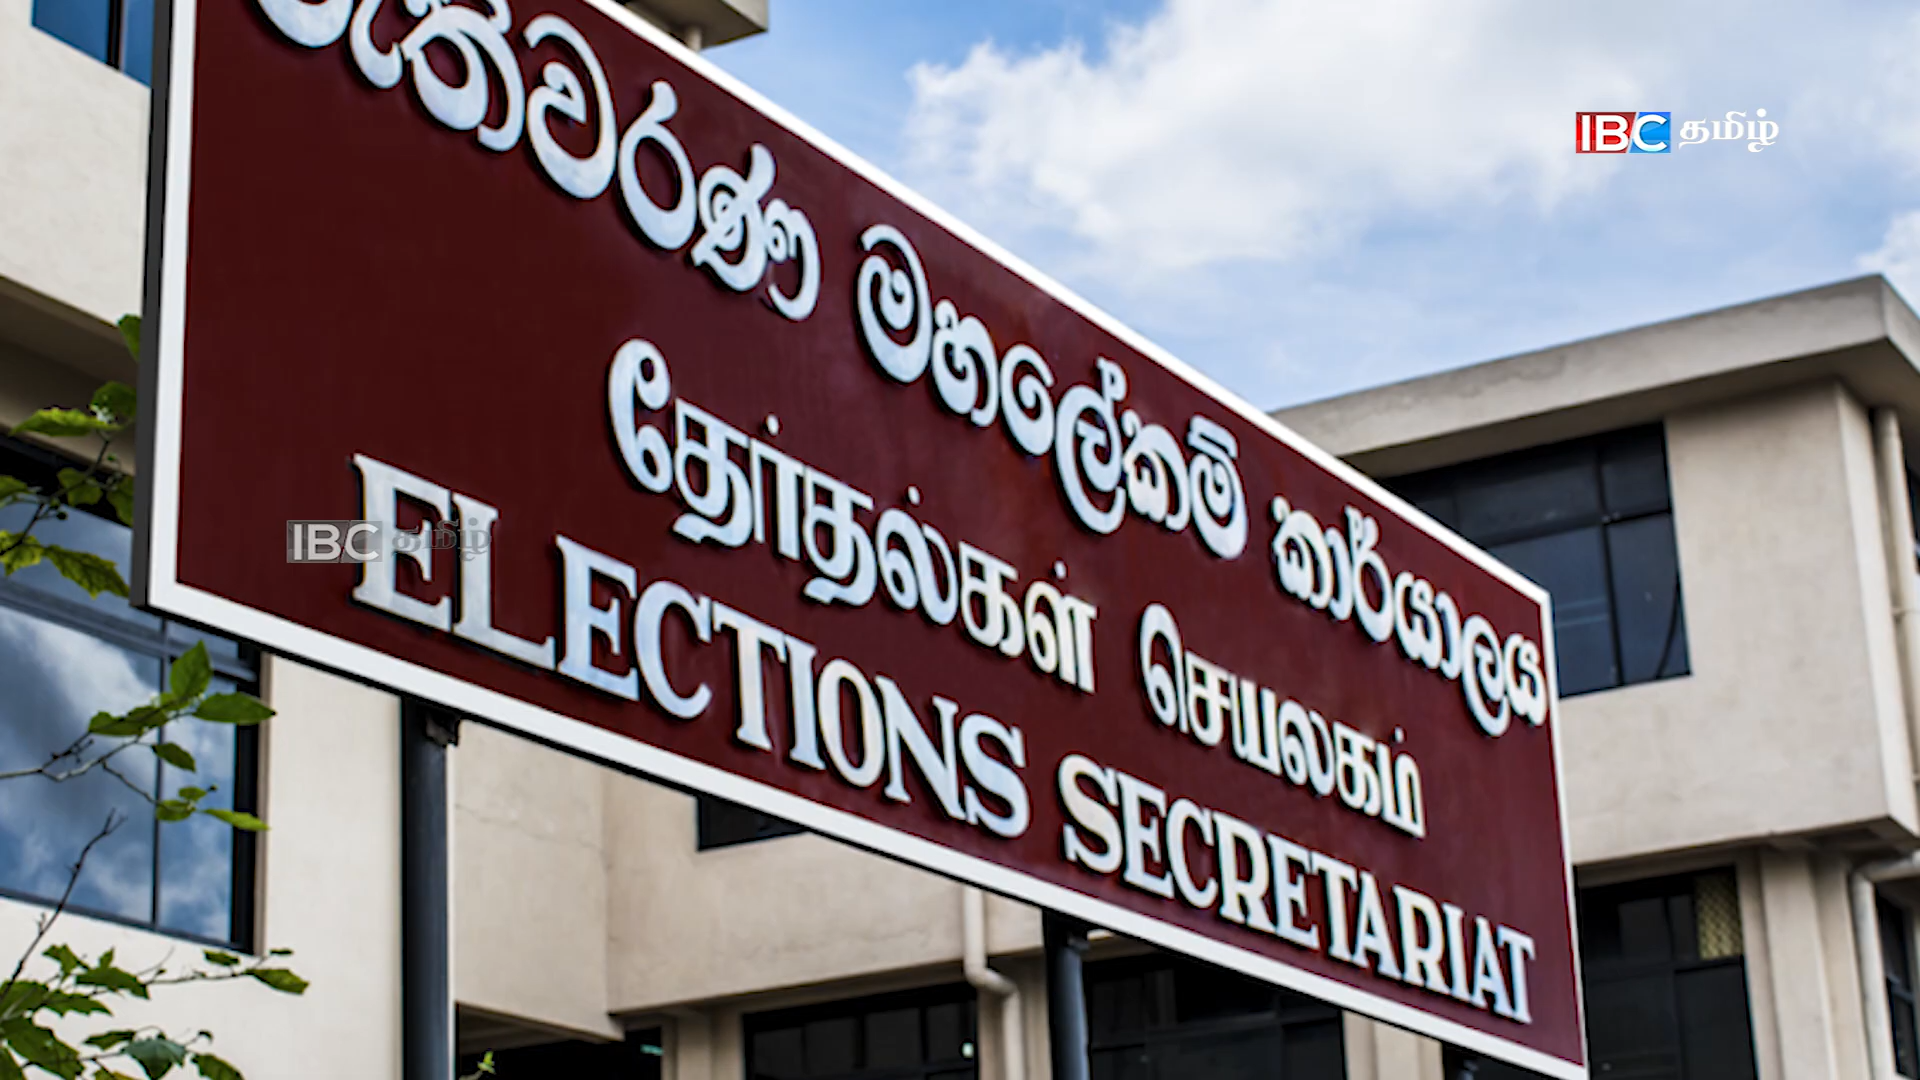 මැතිවරණ මහලේකම් කාර්යාලය
IBC தமிழ்
தேர்தல்கள் செயலகம்
IBC தமிழ்
ELECTIONS SECRETARIAT